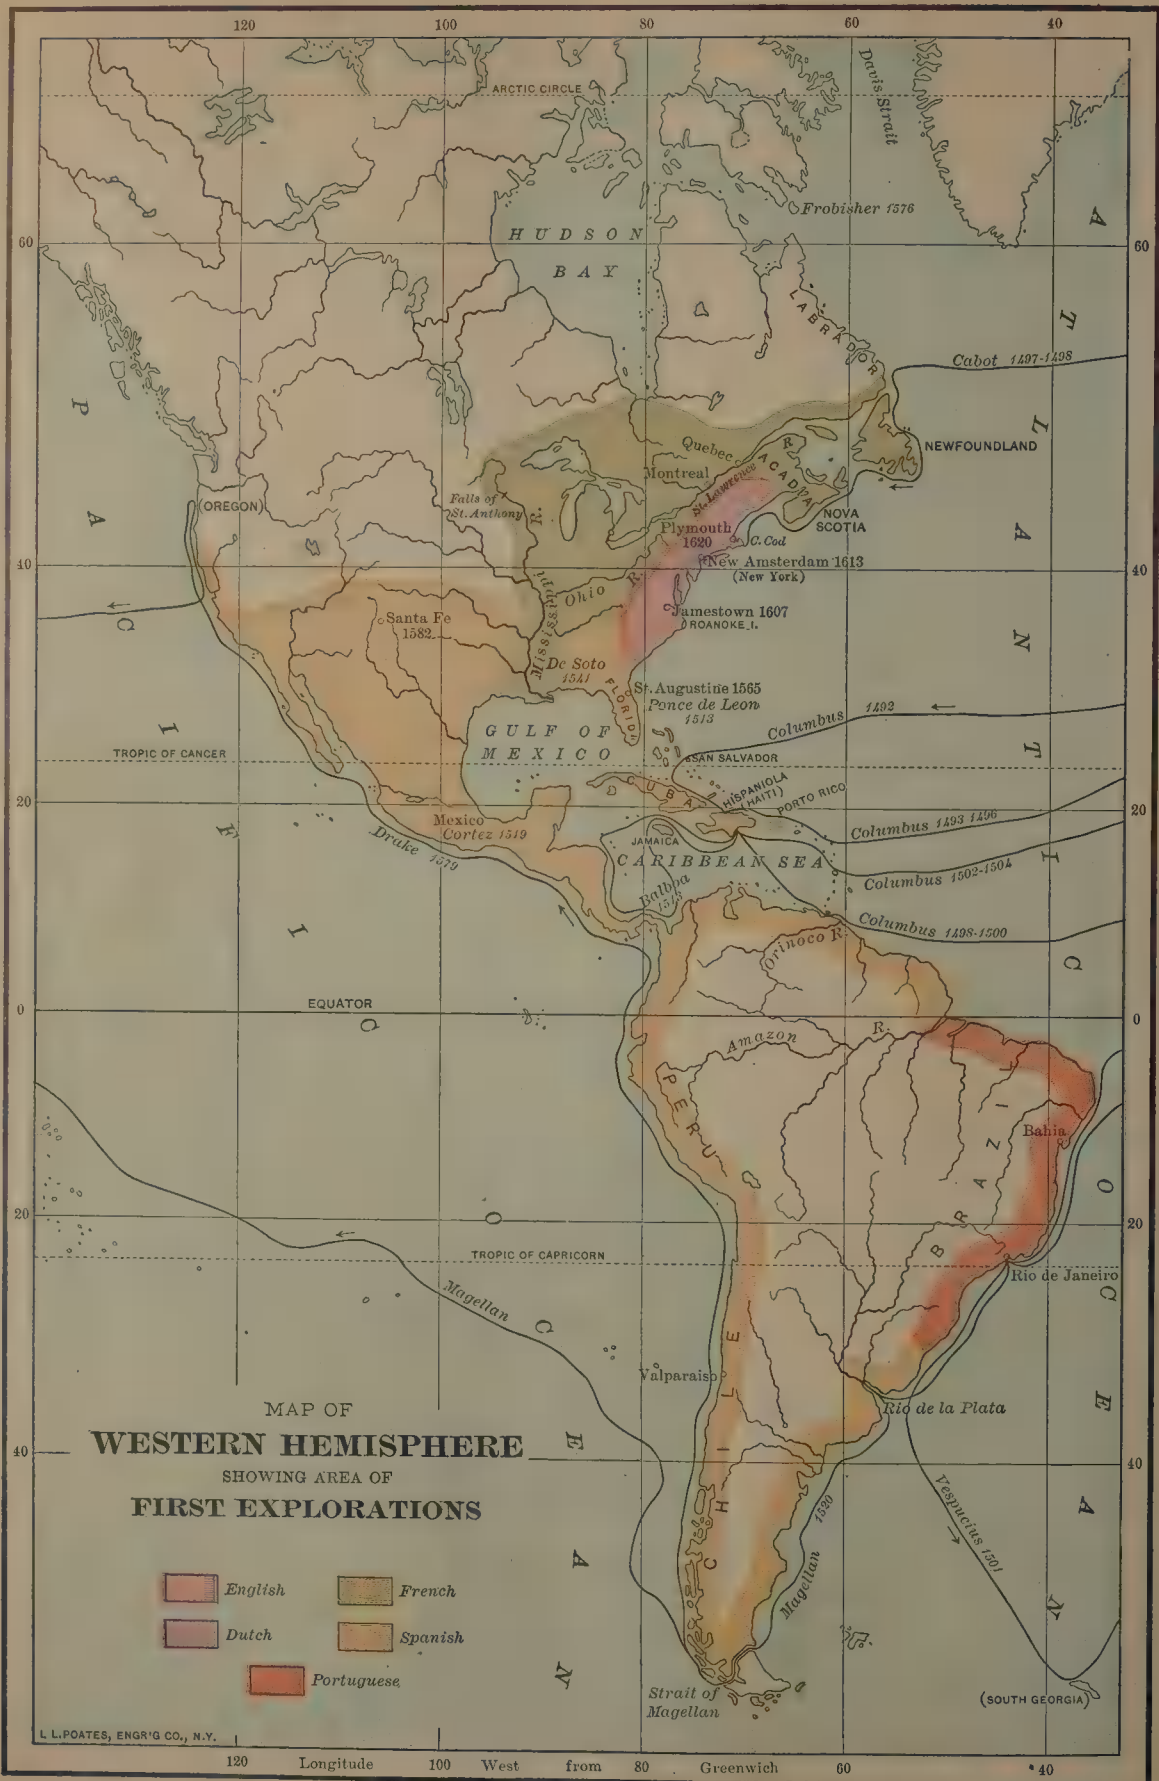 120
100
80
60
40
Davis Strait
ARCTIC CIRCLE
Frobisher 1576
60
HUDSON
BAY
60
LABRADOR
Cabot 1497-1498
NEWFOUNDLAND
Quebec
R.
ACADIA
Montreal
St. Lawrence
Falls of
St. Anthony
(OREGON)
R.
NOVA
SCOTIA
Plymouth
1620
C. Cod
40
New Amsterdam 1613
(New York)
40
Ohio
R.
Mississippi
Santa Fe
1582
Jamestown 1607
ROANOKE I.
De Soto
1541
FLORIDA
St. Augustine 1565
Ponce de Leon
1513
Columbus 1492
GULF OF
MEXICO
TROPIC OF CANCER
SAN SALVADOR
CUBA
HISPANIOLA
(HAITI)
PORTO RICO
20
20
Mexico
Cortez 1519
Drake 1579
JAMAICA
CARIBBEAN SEA
Columbus 1493 1496
Columbus 1502-1504
Balboa
1513
Columbus 1498-1500
Orinoco R.
EQUATOR
0
0
Amazon
R.
PERU
BRAZIL
Bahia
20
20
TROPIC OF CAPRICORN
Rio de Janeiro
Magellan
CHILE
Valparaiso
Rio de la Plata
40
40
Vespucius 1501
Magellan 1520
Strait of
Magellan
(SOUTH GEORGIA)
PACIFIC OCEAN
ATLANTIC OCEAN
MAP OF
WESTERN HEMISPHERE
SHOWING AREA OF
FIRST EXPLORATIONS
English
French
Dutch
Spanish
Portuguese
L L.POATES, ENGR'G CO., N.Y.
120 Longitude 100 West from 80 Greenwich 60 40